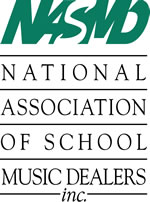 NASMD
NATIONAL
ASSOCIATION
OF SCHOOL
MUSIC DEALERS
inc.